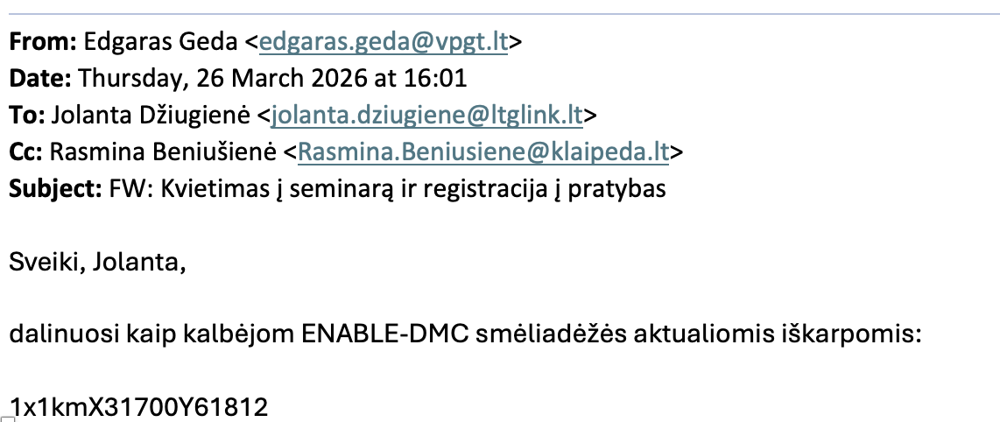 From: Edgaras Geda <edgaras.geda@vpgt.lt>
Date: Thursday, 26 March 2026 at 16:01
To: Jolanta Džiugienė <jolanta.dziugiene@ltglink.lt>
Cc: Rasmina Beniušienė <Rasmina.Beniusiene@klaipeda.lt>
Subject: FW: Kvietimas į seminarą ir registracija į pratybas
Sveiki, Jolanta,
dalinuosi kaip kalbėjom ENABLE-DMC smėliadėžės aktualiomis iškarpomis:
1x1kmX31700Y61812